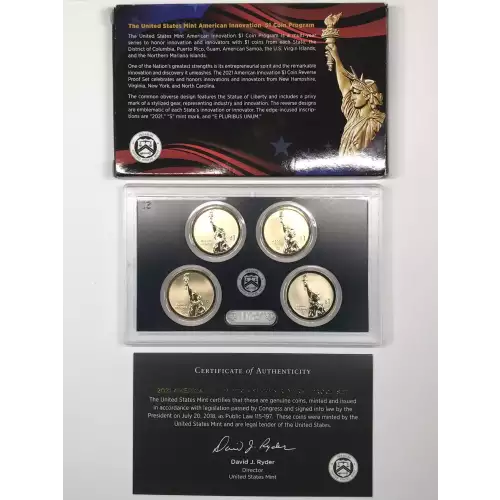 The United States Mint American Innovation $1 Coin Program
The United States Mint American Innovation $1 Coin Program is a multi-year
series to honor innovation and innovators with $1 coins from each State, the
District of Columbia, Puerto Rico, Guam, American Samoa, the U.S. Virgin Islands,
and the Northern Mariana Islands.
One of the Nation's greatest strengths is its entrepreneurial spirit and the remarkable
innovation and discovery it unleashes. The 2021 American Innovation $1 Coin Reverse
Proof Set celebrates and honors innovations and innovators from New Hampshire,
Virginia, New York, and North Carolina.
The common obverse design features the Statue of Liberty and includes a privy
mark of a stylized gear, representing industry and innovation. The reverse designs
are emblematic of each State's innovation or innovator. The edge-incused inscrip-
tions are "2021," "S" mint mark, and "E PLURIBUS UNUM."
$1
$1
$1
$1
CERTIFICATE OF AUTHENTICITY
2021 AMERICAN
The United States Mint certifies that these are genuine coins, minted and issued
in accordance with legislation passed by Congress and signed into law by the
President on July 20, 2018, as Public Law 115-197. These coins were minted by the
United States Mint and are legal tender of the United States.
David J. Ryder
David J. Ryder
Director
United States Mint